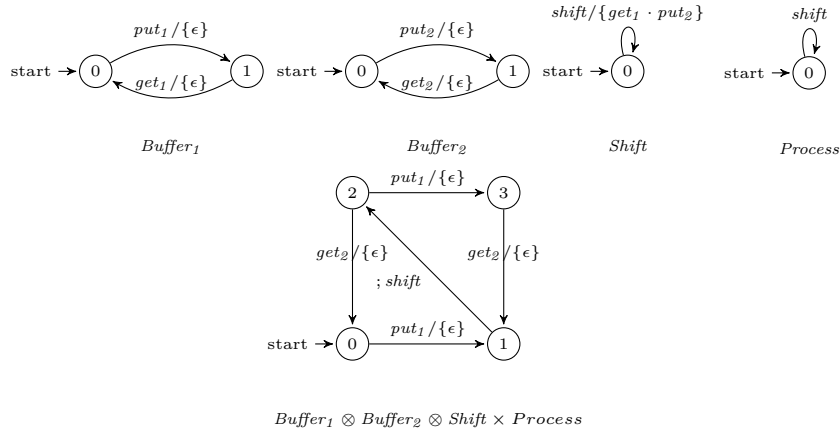 put₁/{ϵ} put₂/{ϵ} shift/{get₁ · put₂} shift
start 0 1 start 0 1 start 0 start 0
get₁/{ϵ} get₂/{ϵ}
Buffer₁ Buffer₂ Shift Process
2 put₁/{ϵ} 3
get₂/{ϵ} get₂/{ϵ}
; shift
start 0 put₁/{ϵ} 1
Buffer₁ ⊗ Buffer₂ ⊗ Shift × Process